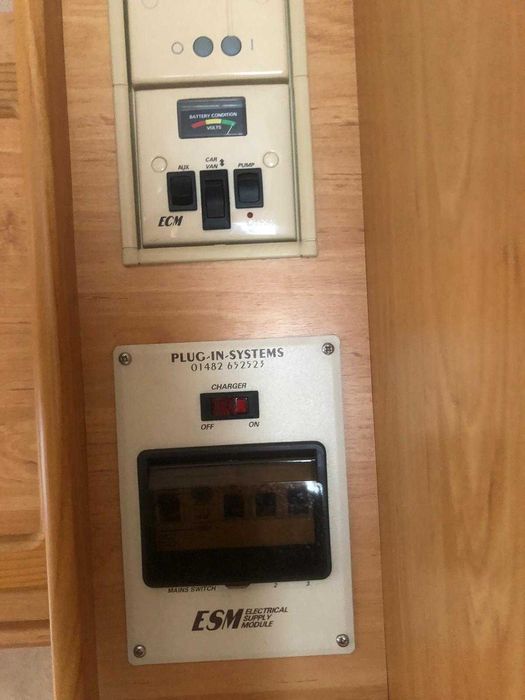 BATTERY CONDITION
VOLTS
AUX
CAR
VAN
PUMP
ECM
PLUG-IN-SYSTEMS
01482 652523
CHARGER
OFF ON
MAINS SWITCH 2 3
ESM ELECTRICAL
SUPPLY
MODULE